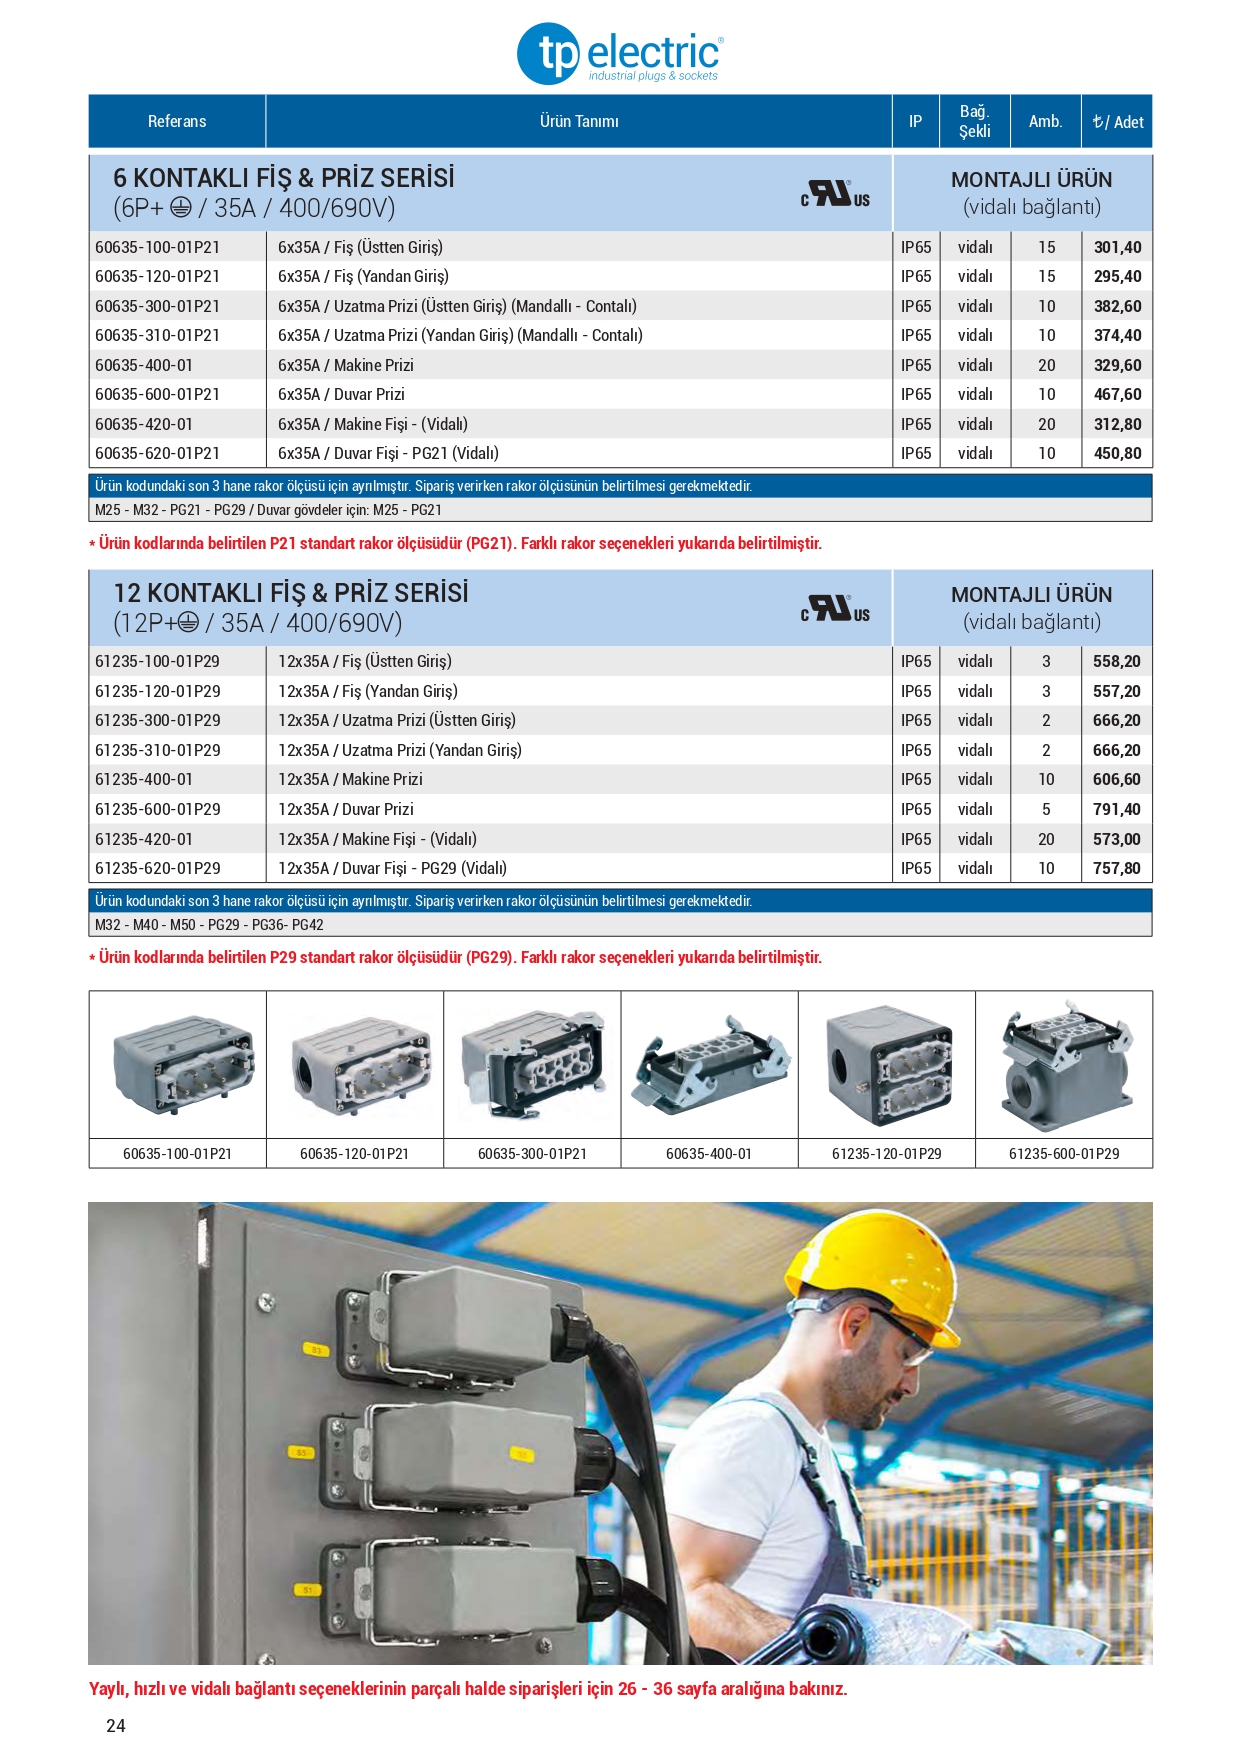 tp electric®
industrial plugs & sockets
Referans Ürün Tanımı IP Bağ. Şekli Amb. ₺/ Adet
6 KONTAKLI FİŞ & PRİZ SERİSİ
(6P+ / 35A / 400/690V)
c RU US
MONTAJLI ÜRÜN
(vidalı bağlantı)
60635-100-01P21 6x35A / Fiş (Üstten Giriş) IP65 vidalı 15 301,40
60635-120-01P21 6x35A / Fiş (Yandan Giriş) IP65 vidalı 15 295,40
60635-300-01P21 6x35A / Uzatma Prizi (Üstten Giriş) (Mandallı - Contalı) IP65 vidalı 10 382,60
60635-310-01P21 6x35A / Uzatma Prizi (Yandan Giriş) (Mandallı - Contalı) IP65 vidalı 10 374,40
60635-400-01 6x35A / Makine Prizi IP65 vidalı 20 329,60
60635-600-01P21 6x35A / Duvar Prizi IP65 vidalı 10 467,60
60635-420-01 6x35A / Makine Fişi - (Vidalı) IP65 vidalı 20 312,80
60635-620-01P21 6x35A / Duvar Fişi - PG21 (Vidalı) IP65 vidalı 10 450,80
Ürün kodundaki son 3 hane rakor ölçüsü için ayrılmıştır. Sipariş verirken rakor ölçüsünün belirtilmesi gerekmektedir.
M25 - M32 - PG21 - PG29 / Duvar gövdeler için: M25 - PG21
* Ürün kodlarında belirtilen P21 standart rakor ölçüsüdür (PG21). Farklı rakor seçenekleri yukarıda belirtilmiştir.
12 KONTAKLI FİŞ & PRİZ SERİSİ
(12P+ / 35A / 400/690V)
c RU US
MONTAJLI ÜRÜN
(vidalı bağlantı)
61235-100-01P29 12x35A / Fiş (Üstten Giriş) IP65 vidalı 3 558,20
61235-120-01P29 12x35A / Fiş (Yandan Giriş) IP65 vidalı 3 557,20
61235-300-01P29 12x35A / Uzatma Prizi (Üstten Giriş) IP65 vidalı 2 666,20
61235-310-01P29 12x35A / Uzatma Prizi (Yandan Giriş) IP65 vidalı 2 666,20
61235-400-01 12x35A / Makine Prizi IP65 vidalı 10 606,60
61235-600-01P29 12x35A / Duvar Prizi IP65 vidalı 5 791,40
61235-420-01 12x35A / Makine Fişi - (Vidalı) IP65 vidalı 20 573,00
61235-620-01P29 12x35A / Duvar Fişi - PG29 (Vidalı) IP65 vidalı 10 757,80
Ürün kodundaki son 3 hane rakor ölçüsü için ayrılmıştır. Sipariş verirken rakor ölçüsünün belirtilmesi gerekmektedir.
M32 - M40 - M50 - PG29 - PG36- PG42
* Ürün kodlarında belirtilen P29 standart rakor ölçüsüdür (PG29). Farklı rakor seçenekleri yukarıda belirtilmiştir.
60635-100-01P21 60635-120-01P21 60635-300-01P21 60635-400-01 61235-120-01P29 61235-600-01P29
S3
S5
S1
Yaylı, hızlı ve vidalı bağlantı seçeneklerinin parçalı halde siparişleri için 26 - 36 sayfa aralığına bakınız.
24